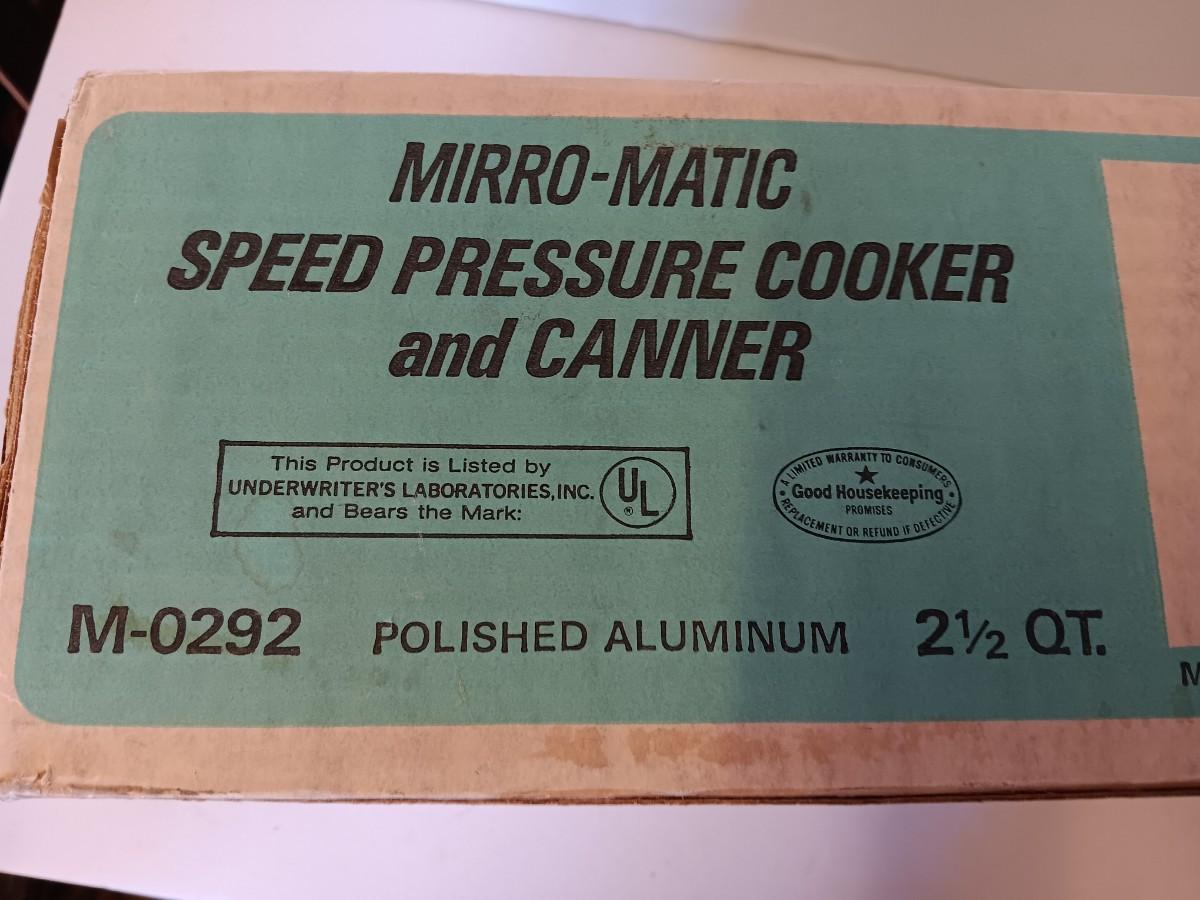 MIRRO-MATIC
SPEED PRESSURE COOKER
and CANNER
This Product is Listed by
UNDERWRITER'S LABORATORIES, INC.
and Bears the Mark:
UL
®
A LIMITED WARRANTY TO CONSUMERS
★
Good Housekeeping
PROMISES
REPLACEMENT OR REFUND IF DEFECTIVE
M-0292 POLISHED ALUMINUM 2½ QT.